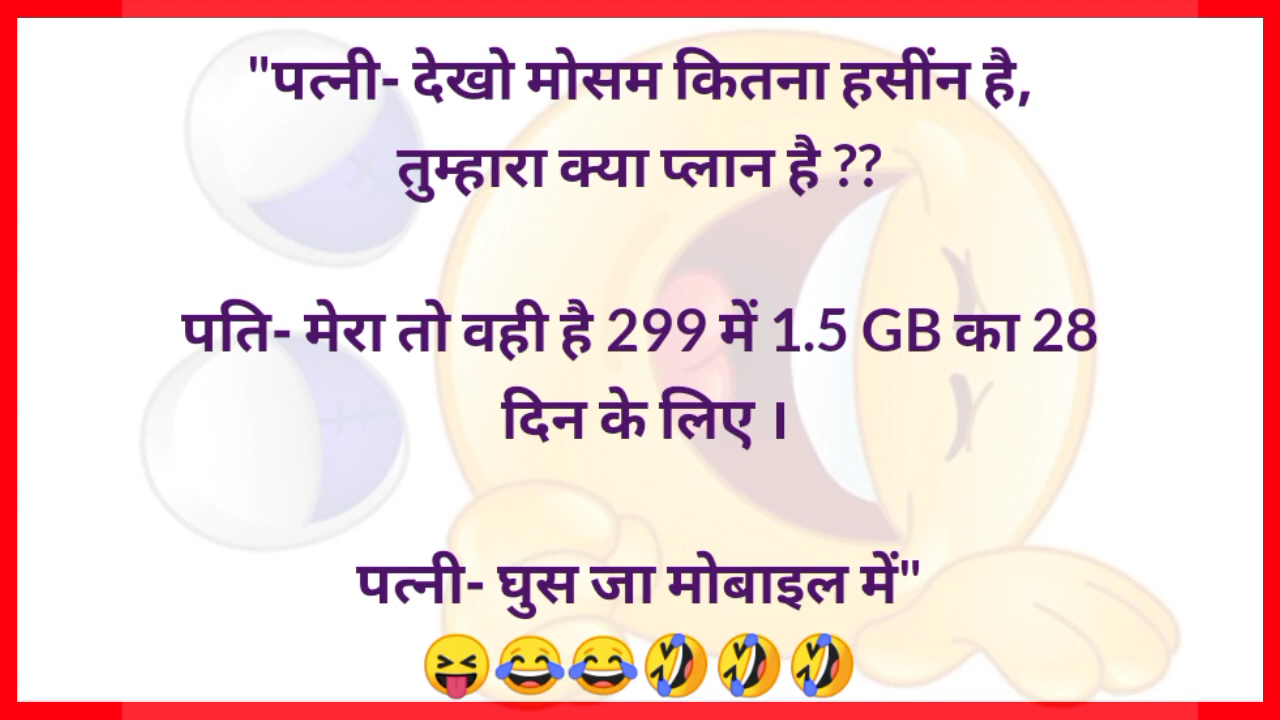 "पत्नी- देखो मोसम कितना हसींन है,
तुम्हारा क्या प्लान है ??
पति- मेरा तो वही है 299 में 1.5 GB का 28
दिन के लिए ।
पत्नी- घुस जा मोबाइल में"
😝😂😂🤣🤣🤣